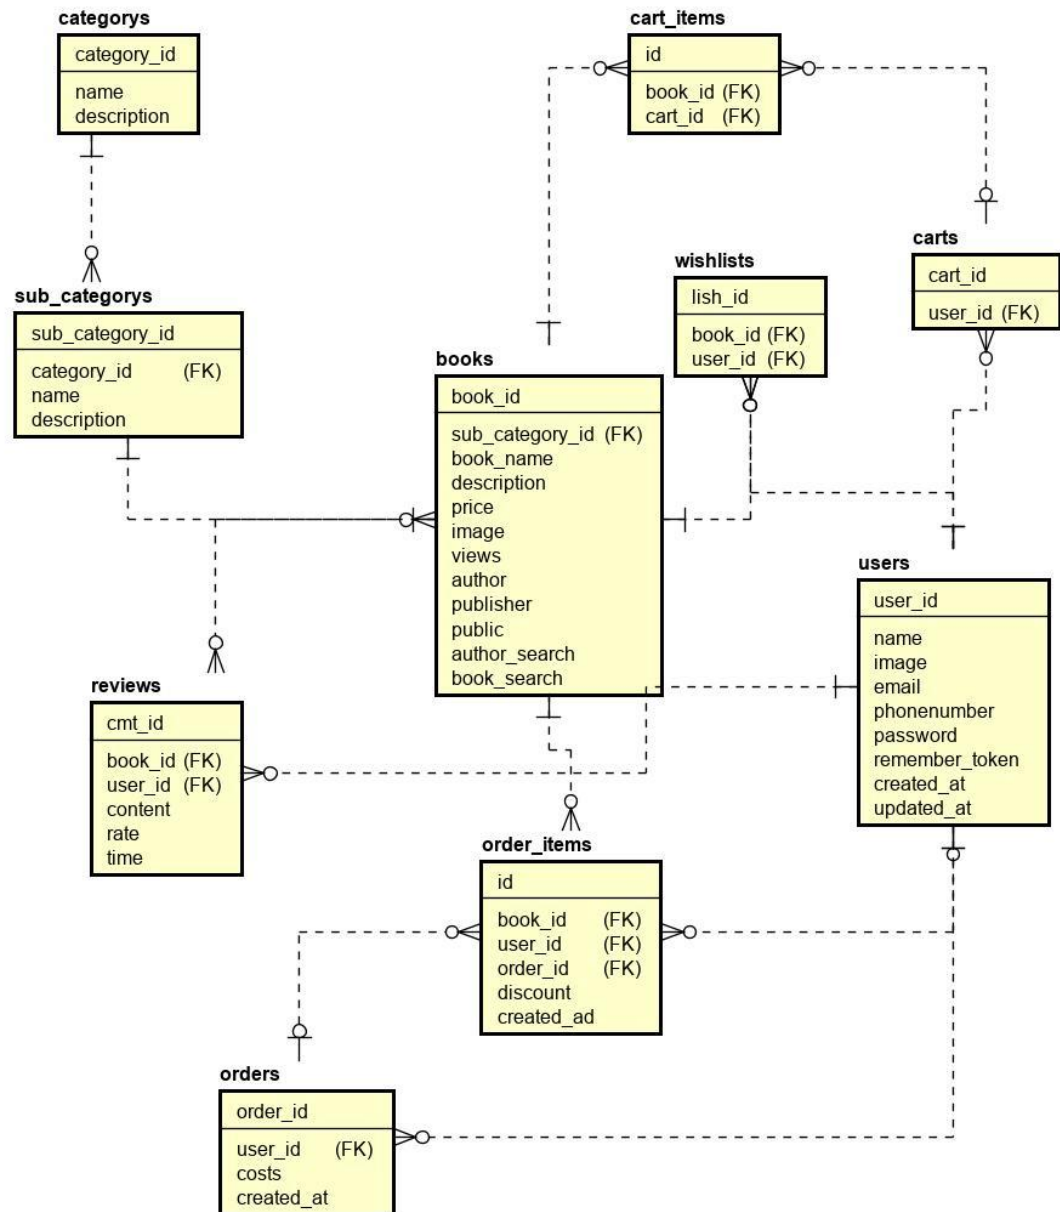 categorys
category_id
name
description
cart_items
id
book_id (FK)
cart_id (FK)
carts
cart_id
user_id (FK)
wishlists
lish_id
book_id (FK)
user_id (FK)
sub_categorys
sub_category_id
category_id (FK)
name
description
books
book_id
sub_category_id (FK)
book_name
description
price
image
views
author
publisher
public
author_search
book_search
users
user_id
name
image
email
phonenumber
password
remember_token
created_at
updated_at
reviews
cmt_id
book_id (FK)
user_id (FK)
content
rate
time
order_items
id
book_id (FK)
user_id (FK)
order_id (FK)
discount
created_ad
orders
order_id
user_id (FK)
costs
created_at